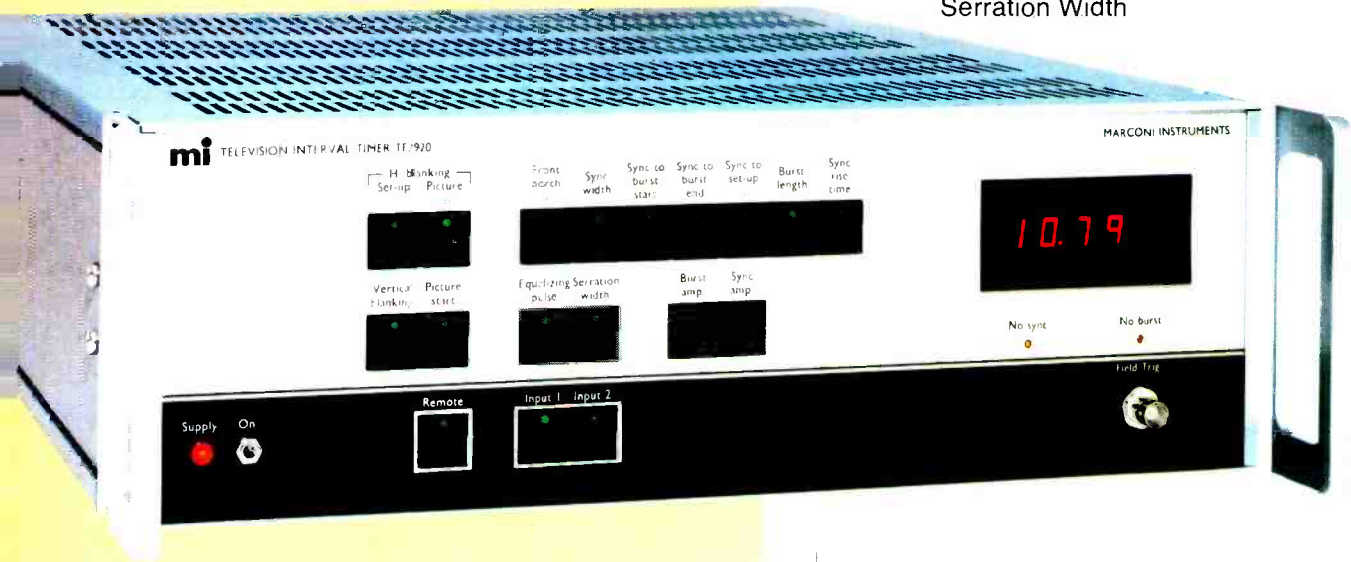 Serration Width
mi TELEVISION INTERVAL TIMER TF2920
MARCONI INSTRUMENTS
H blanking
Set-up Picture
Front porch
Sync width
Sync to burst start
Sync to burst end
Sync to set-up
Burst length
Sync rise time
10.79
Vertical blanking
Picture start
Equalizing pulse
Serration width
Burst amp
Sync amp
No sync
No burst
Field Trig
Supply
On
Remote
Input 1
Input 2